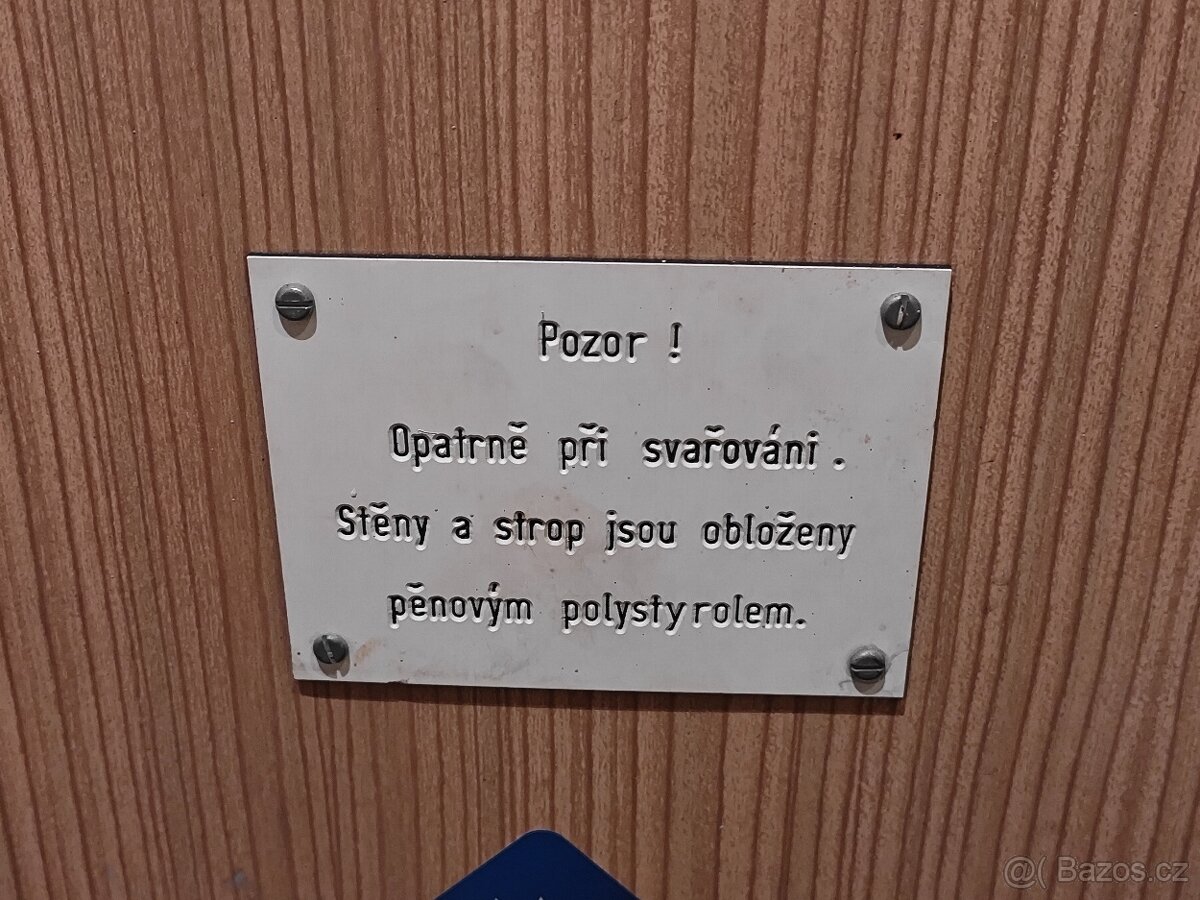 Pozor !
Opatrně při svařováni .
Stěny a strop jsou obloženy
pěnovým polystyrolem.
@( Bazos.cz